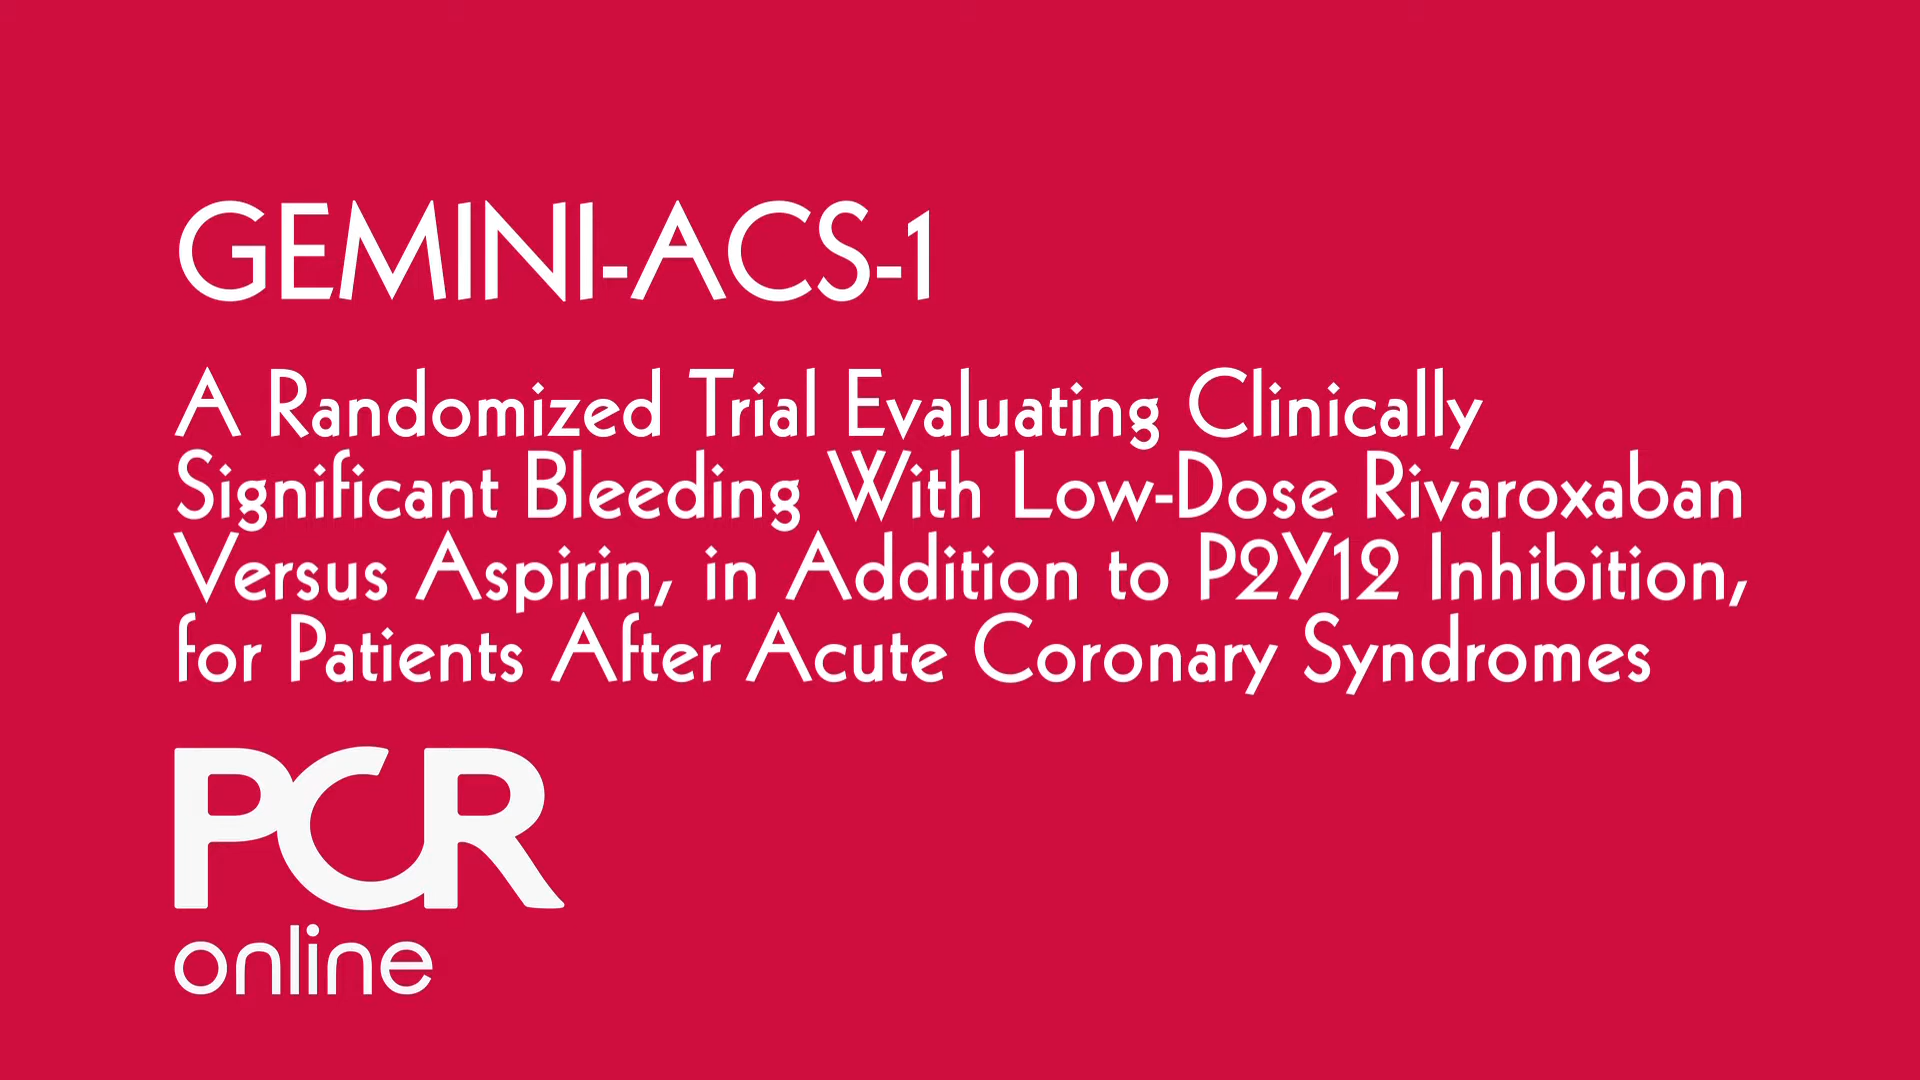 GEMINI-ACS-1
A Randomized Trial Evaluating Clinically
Significant Bleeding With Low-Dose Rivaroxaban
Versus Aspirin, in Addition to P2Y12 Inhibition,
for Patients After Acute Coronary Syndromes
PCR
online